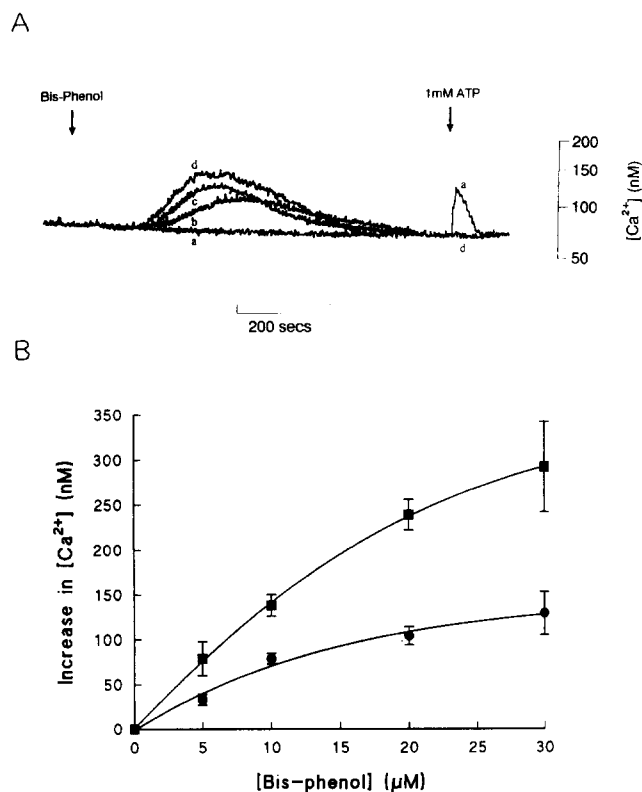 A
Bis-Phenol
1mM ATP
200
150
100
50
[Ca²⁺] (nM)
d
c
b
a
a
d
200 secs
B
350
300
250
200
150
100
50
0
Increase in [Ca²⁺] (nM)
0 5 10 15 20 25 30
[Bis-phenol] (μM)